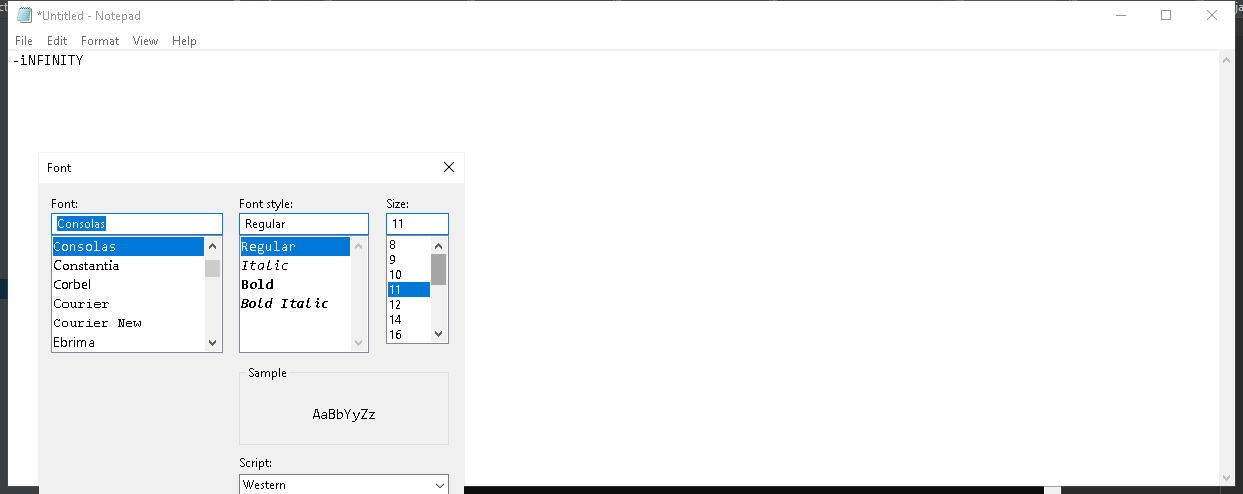 *Untitled - Notepad
File Edit Format View Help
-iNFINITY
Font
Font: Font style: Size:
Consolas Regular 11
Consolas Regular 8
Constantia Italic 9
Corbel Bold 10
Courier Bold Italic 11
Courier New 12
Ebrima 14
16
Sample
AaBbYyZz
Script:
Western